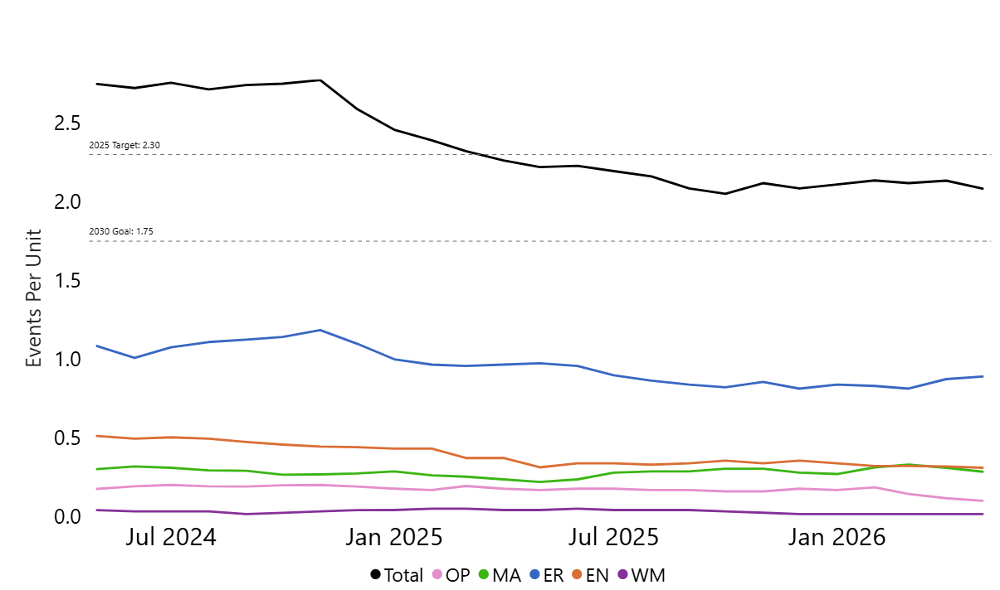 2.5
2025 Target: 2.30
2.0
2030 Goal: 1.75
Events Per Unit
1.5
1.0
0.5
0.0
Jul 2024 Jan 2025 Jul 2025 Jan 2026
Total OP MA ER EN WM